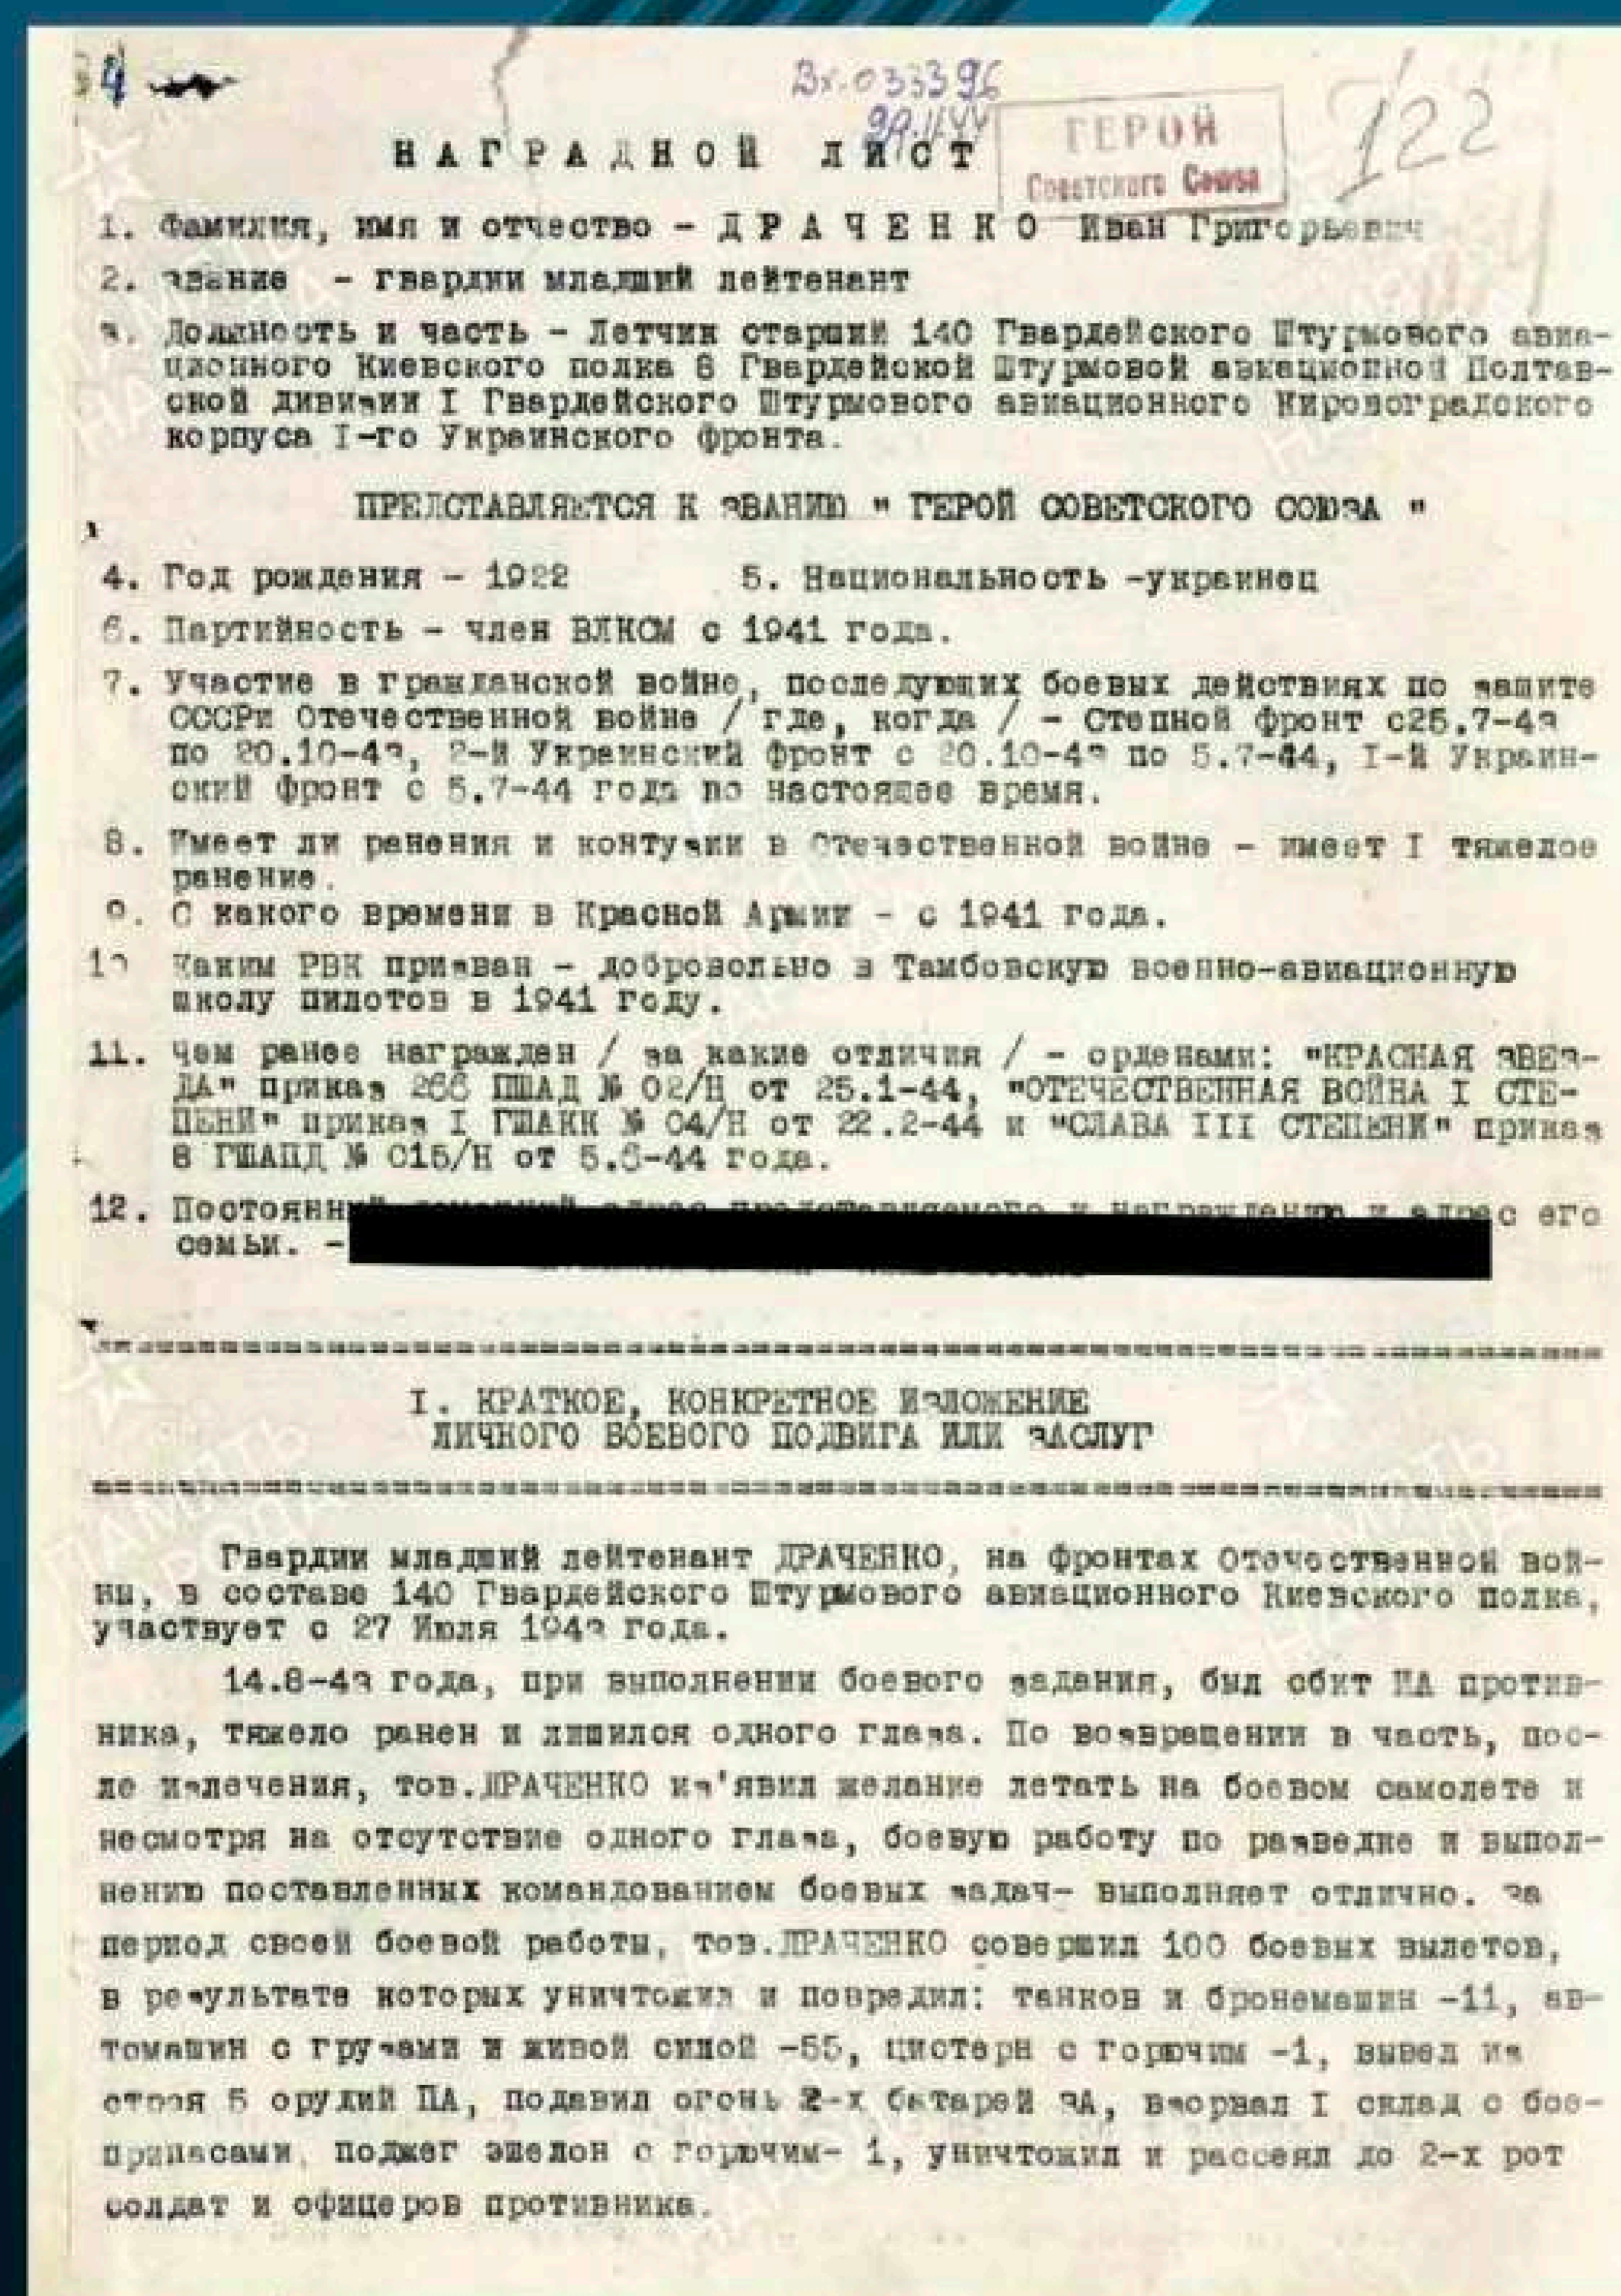 4
Вх.03396
ГЕРОЙ
Советского Союза
122
НАГРАДНОЙ ЛИСТ
1. Фамилия, имя и отчество - ДРАЧЕНКО Иван Григорьевич
2. звание - гвардии младший лейтенант
3. Должность и часть - Летчик старший 140 Гвардейского Штурмового авиа-
ционного Киевского полка 8 Гвардейской Штурмовой авиационной Полтав-
ской дивизии I Гвардейского Штурмового авиационного Кировоградского
корпуса I-го Украинского фронта.
ПРЕДСТАВЛЯЕТСЯ К ЗВАНИЮ " ГЕРОЙ СОВЕТСКОГО СОЮЗА "
4. Год рождения - 1922 5. Национальность -украинец
6. Партийность - член ВЛКСМ с 1941 года.
7. Участие в гражданской войне, последующих боевых действиях по защите
СССРи Отечественной войне / где, когда / - Степной фронт с25.7-43
по 20.10-43, 2-й Украинский фронт с 20.10-43 по 5.7-44, I-й Украин-
ский фронт с 5.7-44 года по настоящее время.
8. Имеет ли ранения и контузии в Отечественной войне - имеет I тяжелое
ранение.
9. С какого времени в Красной Армии - с 1941 года.
10 Каким РВК призван - добровольно в Тамбовскую военно-авиационную
школу пилотов в 1941 году.
11. Чем ранее награжден / за какие отличия / - орденами: "КРАСНАЯ ЗВЕЗ-
ДА" приказ 266 ПШАД № 02/Н от 25.1-44, "ОТЕЧЕСТВЕННАЯ ВОЙНА I СТЕ-
ПЕНИ" приказ I ГШАКК № 04/Н от 22.2-44 и "СЛАВА III СТЕПЕНИ" приказ
8 ГШАПД № 015/Н от 5.6-44 года.
12. Постоянный домашний адрес представляемого к награждению и адрес его
семьи. -
I. КРАТКОЕ, КОНКРЕТНОЕ ИЗЛОЖЕНИЕ
ЛИЧНОГО БОЕВОГО ПОДВИГА ИЛИ ЗАСЛУГ
Гвардии младший лейтенант ДРАЧЕНКО, на фронтах Отечественной вой-
ны, в составе 140 Гвардейского Штурмового авиационного Киевского полка,
участвует с 27 Июля 1943 года.
14.8-43 года, при выполнении боевого задания, был сбит ИА против-
ника, тяжело ранен и лишился одного глаза. По возвращении в часть, пос-
ле излечения, тов.ДРАЧЕНКО из'явил желание летать на боевом самолете и
несмотря на отсутствие одного глаза, боевую работу по разведке и выпол-
нению поставленных командованием боевых задач- выполняет отлично. За
период своей боевой работы, тов.ДРАЧЕНКО совершил 100 боевых вылетов,
в результате которых уничтожил и повредил: танков и бронемашин -11, ав-
томашин с грузами и живой силой -55, цистерн с горючим -1, вывел из
строя 5 орудий ПА, подавил огонь 2-х батарей ЗА, взорвал I склад с бое-
припасами, поджег эшелон с горючим- 1, уничтожил и рассеял до 2-х рот
солдат и офицеров противника.